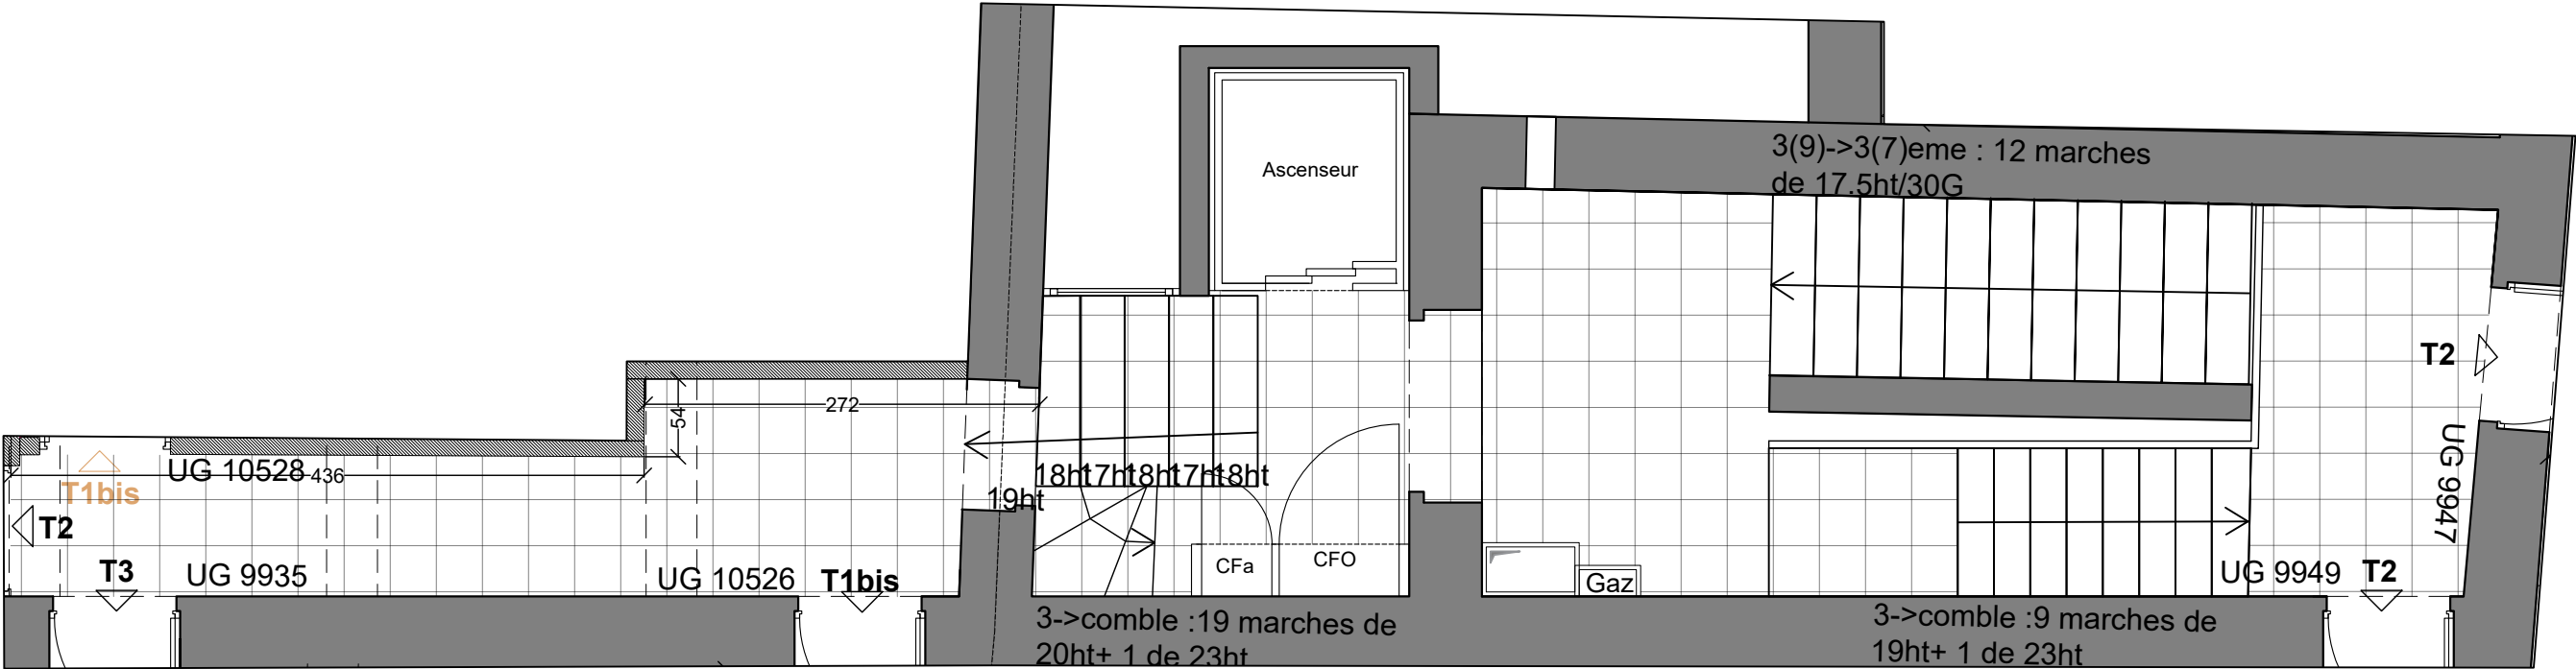 3(9)->3(7)eme : 12 marches
de 17.5ht/30G
Ascenseur
T2
272
54
UG 10528
436
T1bis
18ht17ht18ht17ht18ht
19ht
UG 9947
T2
T3
UG 9935
UG 10526
T1bis
CFa
CFO
Gaz
UG 9949
T2
3->comble :19 marches de
20ht+ 1 de 23ht
3->comble :9 marches de
19ht+ 1 de 23ht